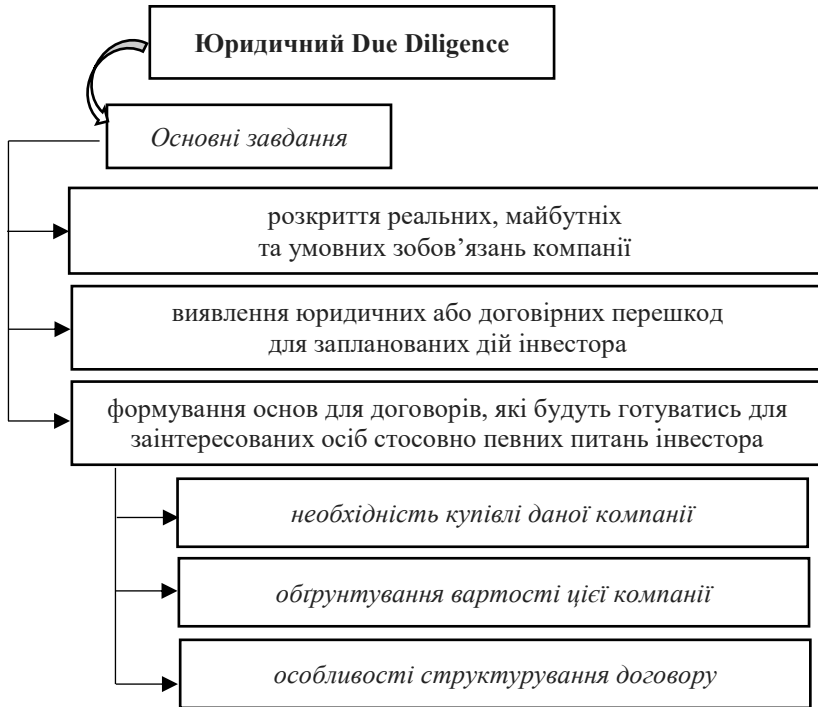 Юридичний Due Diligence
Основні завдання
розкриття реальних, майбутніх
та умовних зобов’язань компанії
виявлення юридичних або договірних перешкод
для запланованих дій інвестора
формування основ для договорів, які будуть готуватись для
заінтересованих осіб стосовно певних питань інвестора
необхідність купівлі даної компанії
обґрунтування вартості цієї компанії
особливості структурування договору